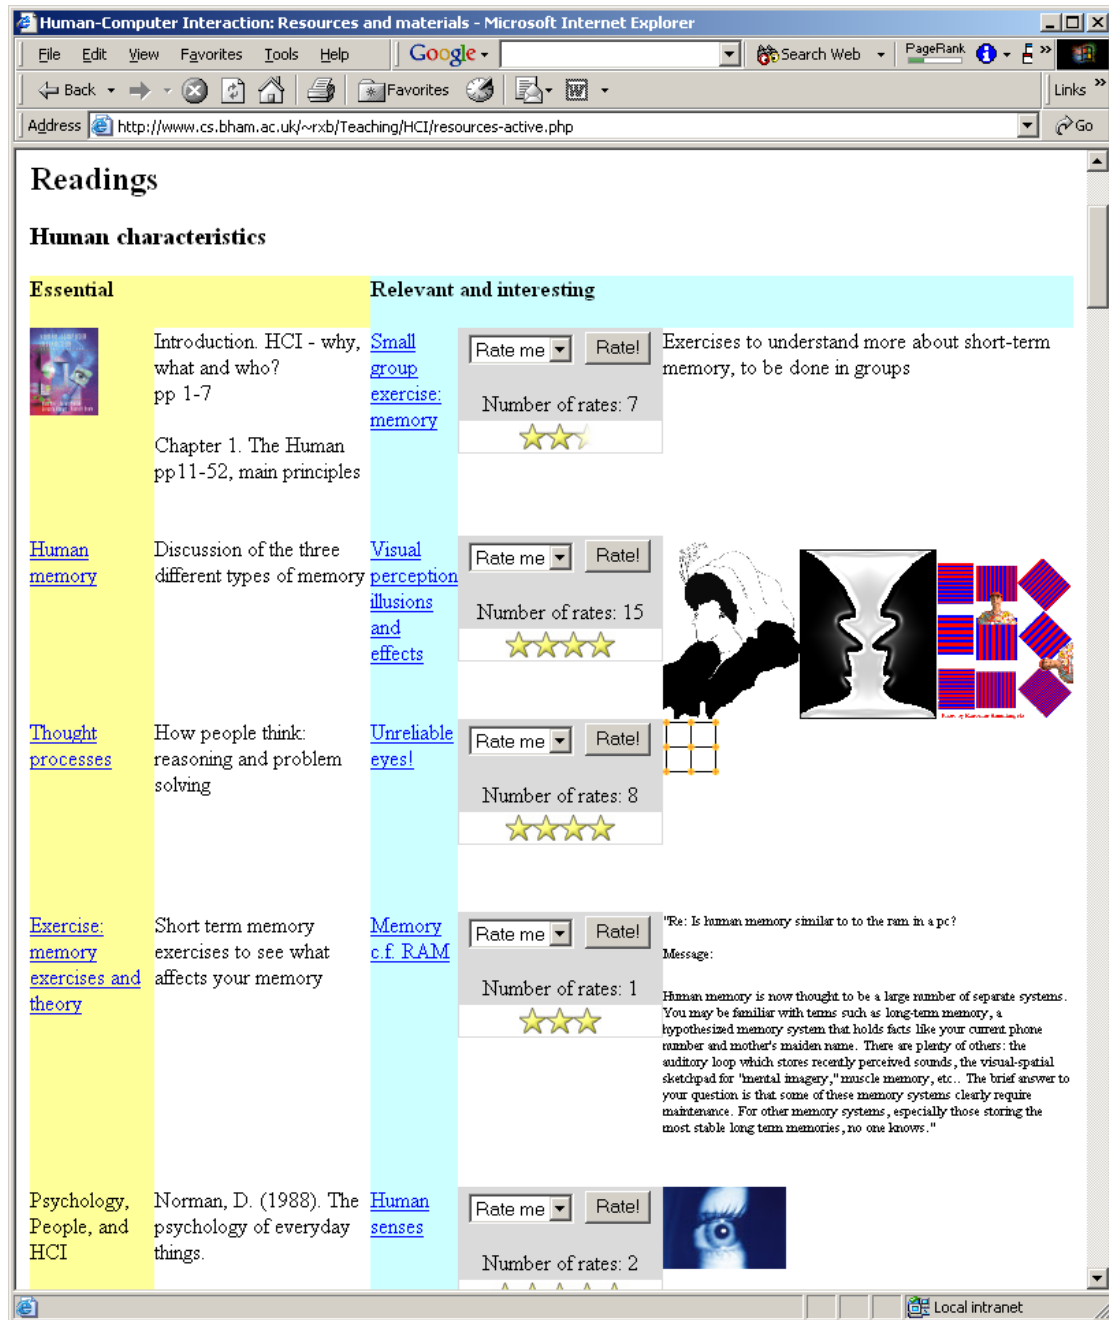 Human-Computer Interaction: Resources and materials - Microsoft Internet Explorer
File Edit View Favorites Tools Help Google Search Web PageRank
Back Favorites Links
Address http://www.cs.bham.ac.uk/~rxb/Teaching/HCI/resources-active.php Go
Readings
Human characteristics
Essential
Relevant and interesting
Introduction. HCI - why,
what and who?
pp 1-7
Chapter 1. The Human
pp11-52, main principles
Small
group
exercise:
memory
Rate me Rate!
Number of rates: 7
Exercises to understand more about short-term
memory, to be done in groups
Human
memory
Discussion of the three
different types of memory
Visual
perception
illusions
and
effects
Rate me Rate!
Number of rates: 15
Thought
processes
How people think:
reasoning and problem
solving
Unreliable
eyes!
Rate me Rate!
Number of rates: 8
Exercise:
memory
exercises and
theory
Short term memory
exercises to see what
affects your memory
Memory
c.f. RAM
Rate me Rate!
Number of rates: 1
"Re: Is human memory similar to to the ram in a pc?
Message:
Human memory is now thought to be a large number of separate systems.
You may be familiar with terms such as long-term memory, a
hypothesized memory system that holds facts like your current phone
number and mother's maiden name. There are plenty of others: the
auditory loop which stores recently perceived sounds, the visual-spatial
sketchpad for "mental imagery," muscle memory, etc.. The brief answer to
your question is that some of these memory systems clearly require
maintenance. For other memory systems, especially those storing the
most stable long term memories, no one knows."
Psychology,
People, and
HCI
Norman, D. (1988). The
psychology of everyday
things.
Human
senses
Rate me Rate!
Number of rates: 2
Local intranet